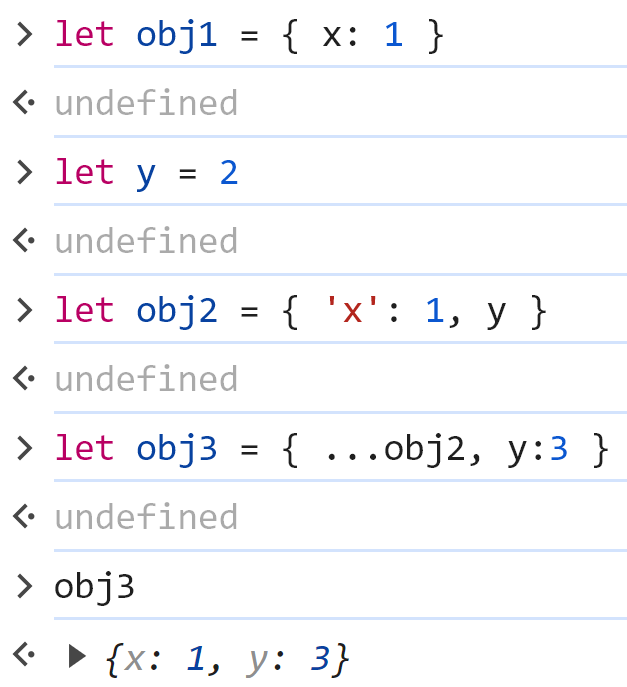 let obj1 = { x: 1 }
undefined
let y = 2
undefined
let obj2 = { 'x': 1, y }
undefined
let obj3 = { ...obj2, y:3 }
undefined
obj3
{x: 1, y: 3}